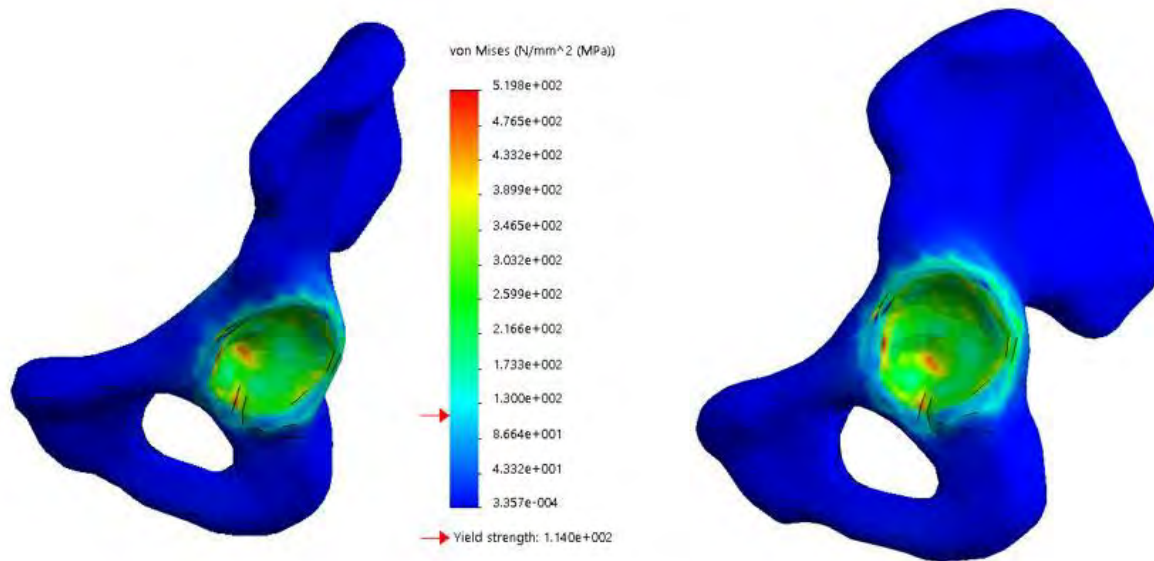 von Mises (N/mm^2 (MPa))
5.198e+002
4.765e+002
4.332e+002
3.899e+002
3.465e+002
3.032e+002
2.599e+002
2.166e+002
1.733e+002
1.300e+002
8.664e+001
4.332e+001
3.357e-004
Yield strength: 1.140e+002